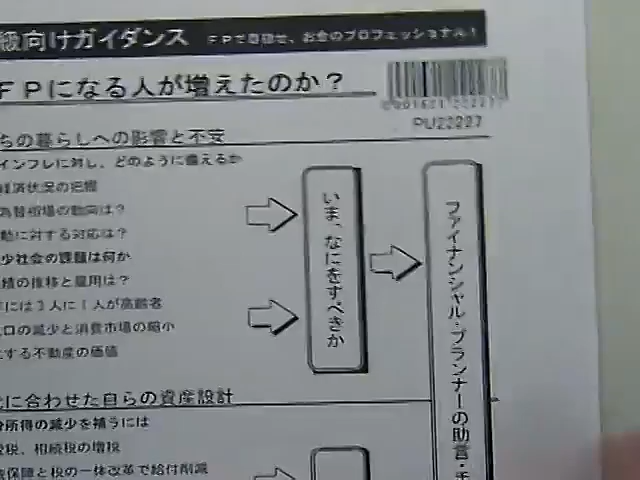 級向けガイダンス FPで目指せ、お金のプロフェッショナル!
FPになる人が増えたのか?
PU22227
ちの暮らしへの影響と不安
インフレに対し、どのように備えるか
経済状況の把握
為替相場の動向は?
動に対する対応は?
少社会の課題は何か
績の推移と雇用は?
には3人に1人が高齢者
人口の減少と消費市場の縮小
する不動産の価値
いま、なにをすべきか
ファイナンシャル・プランナーの助言・
に合わせた自らの資産設計
所得の減少を補うには
税、相続税の増税
保障と税の一体改革で給付削減